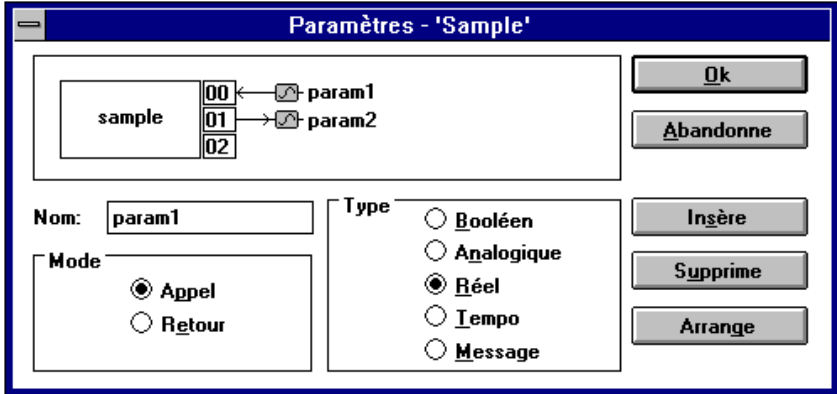 Paramètres - 'Sample'
sample
00
param1
01
param2
02
Ok
Abandonne
Nom:
param1
Mode
Appel
Retour
Type
Booléen
Analogique
Réel
Tempo
Message
Insère
Supprime
Arrange